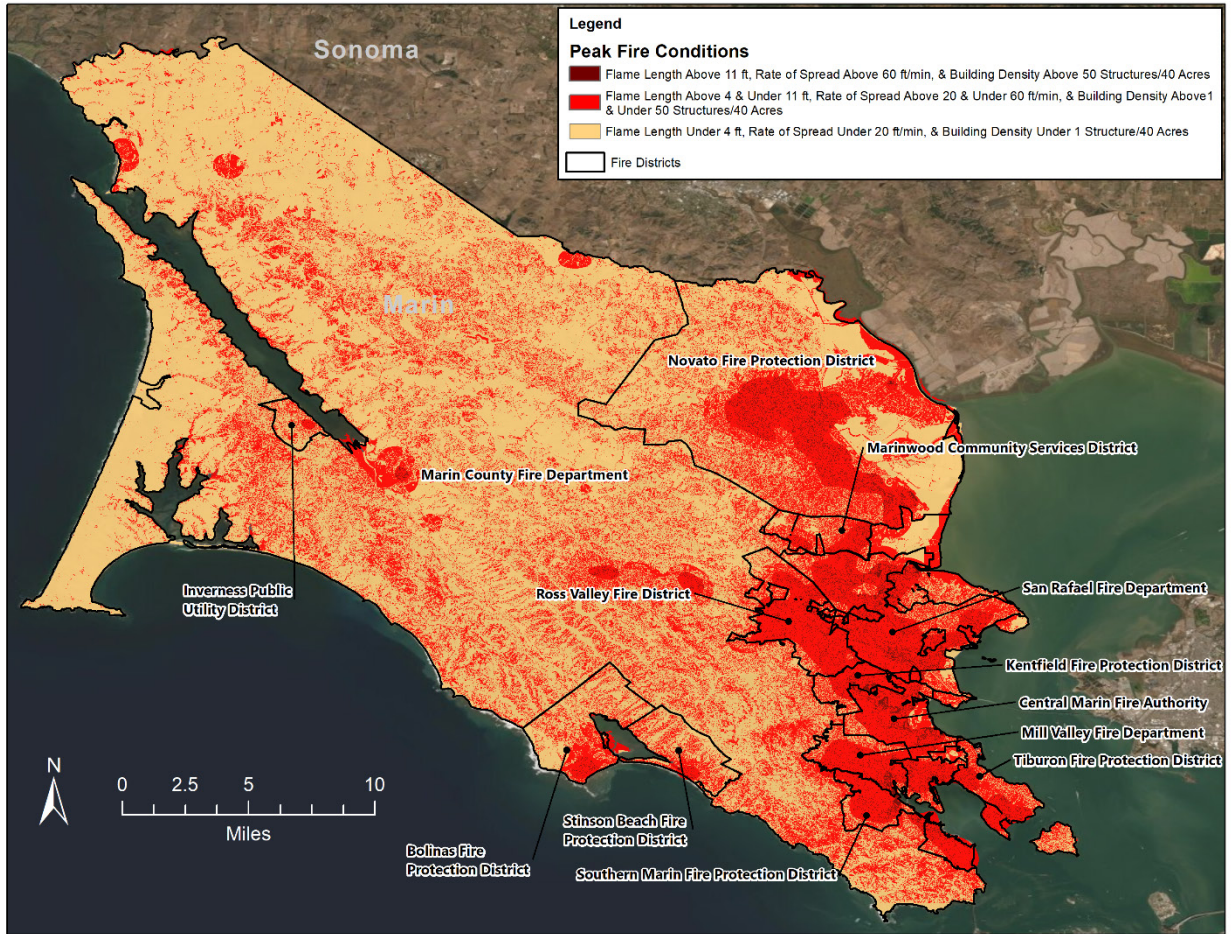 Sonoma
Legend
Peak Fire Conditions
Flame Length Above 11 ft, Rate of Spread Above 60 ft/min, & Building Density Above 50 Structures/40 Acres
Flame Length Above 4 & Under 11 ft, Rate of Spread Above 20 & Under 60 ft/min, & Building Density Above1
& Under 50 Structures/40 Acres
Flame Length Under 4 ft, Rate of Spread Under 20 ft/min, & Building Density Under 1 Structure/40 Acres
Fire Districts
Marin
Novato Fire Protection District
Marinwood Community Services District
Marin County Fire Department
Inverness Public
Utility District
Ross Valley Fire District
San Rafael Fire Department
Kentfield Fire Protection District
Central Marin Fire Authority
Mill Valley Fire Department
Tiburon Fire Protection District
N
0 2.5 5 10
Miles
Stinson Beach Fire
Protection District
Bolinas Fire
Protection District
Southern Marin Fire Protection District